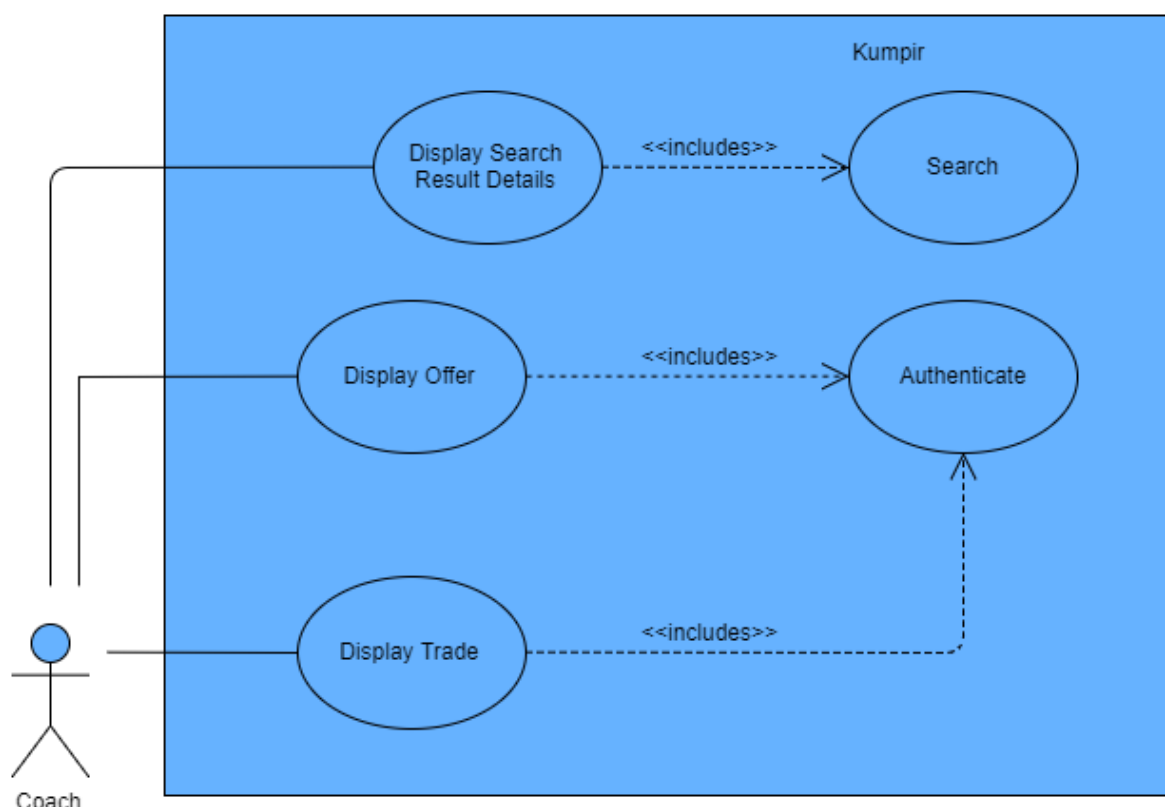 Kumpir
Display Search
Result Details
<<includes>>
Search
Display Offer
<<includes>>
Authenticate
Display Trade
<<includes>>
Coach